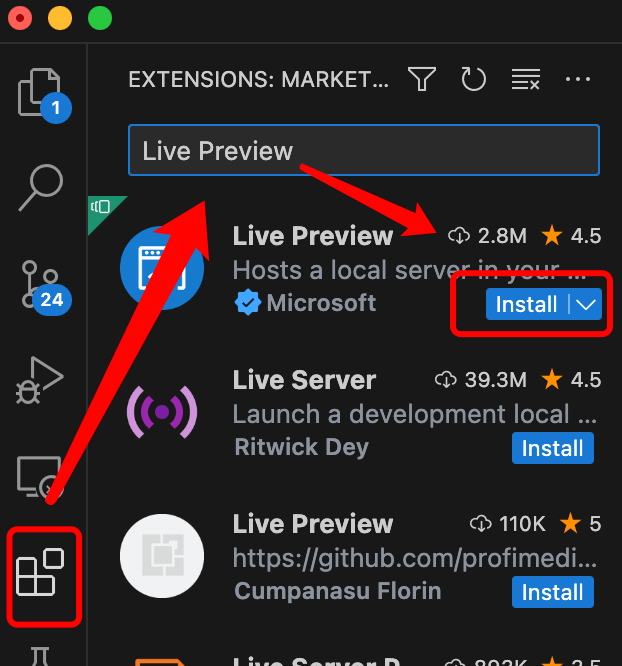 EXTENSIONS: MARKET...
1
Live Preview
Live Preview 2.8M 4.5
Hosts a local server in your ...
Microsoft Install
24
Live Server 39.3M 4.5
Launch a development local ...
Ritwick Dey Install
Live Preview 110K 5
https://github.com/profimedi...
Cumpanasu Florin Install
Live Server P